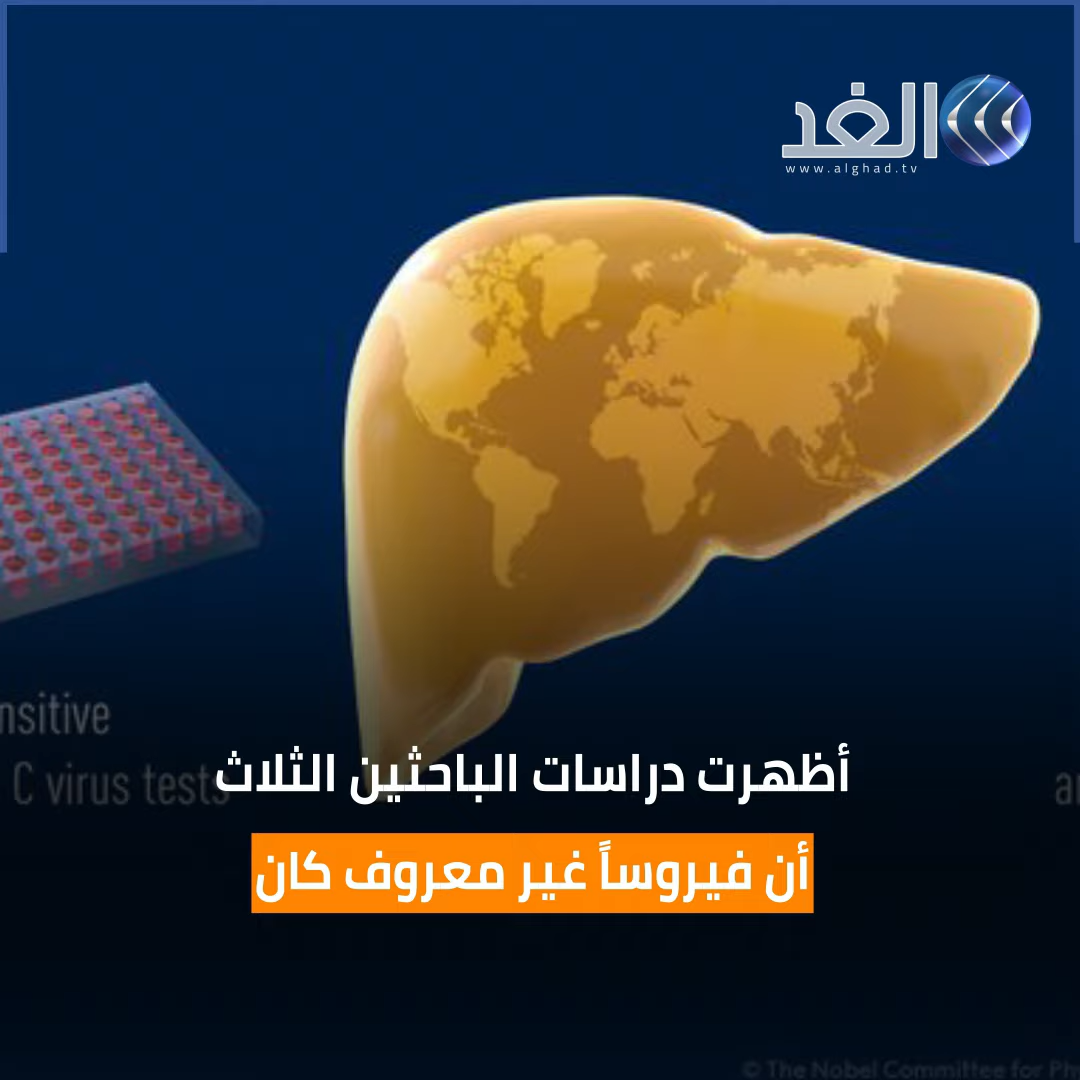 الغد
www.alghad.tv
nsitive
C virus tests
أظهرت دراسات الباحثين الثلاث
أن فيروساً غير معروف كان
© The Nobel Committee for Ph